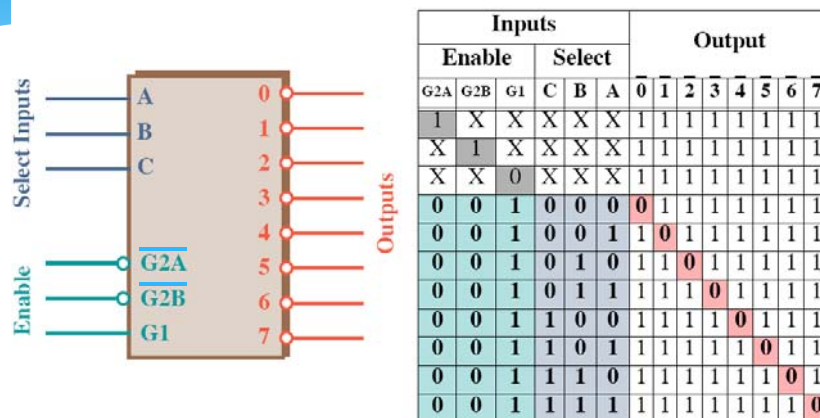 Select Inputs
Enable
A
B
C
G2A
G2B
G1
0
1
2
3
4
5
6
7
Outputs
Inputs Output
Enable Select
G2A G2B G1 C B A 0 1 2 3 4 5 6 7
1 X X X X X 1 1 1 1 1 1 1 1
X 1 X X X X 1 1 1 1 1 1 1 1
X X 0 X X X 1 1 1 1 1 1 1 1
0 0 1 0 0 0 0 1 1 1 1 1 1 1
0 0 1 0 0 1 1 0 1 1 1 1 1 1
0 0 1 0 1 0 1 1 0 1 1 1 1 1
0 0 1 0 1 1 1 1 1 0 1 1 1 1
0 0 1 1 0 0 1 1 1 1 0 1 1 1
0 0 1 1 0 1 1 1 1 1 1 0 1 1
0 0 1 1 1 0 1 1 1 1 1 1 0 1
0 0 1 1 1 1 1 1 1 1 1 1 1 0